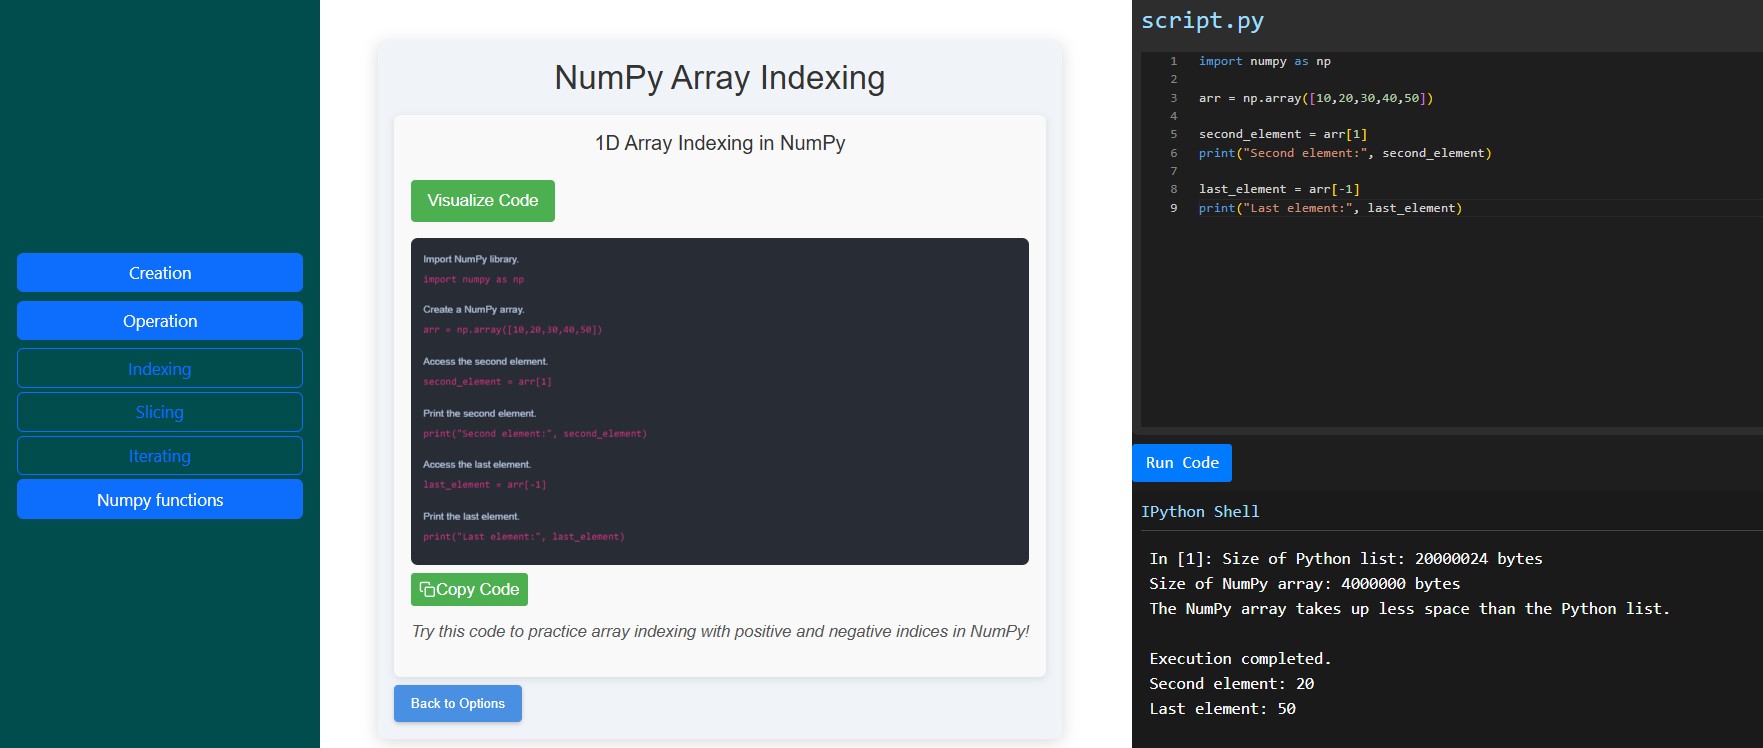 Creation
Operation
Indexing
Slicing
Iterating
Numpy functions
NumPy Array Indexing
1D Array Indexing in NumPy
Visualize Code
Import NumPy library.
import numpy as np
Create a NumPy array.
arr = np.array([10,20,30,40,50])
Access the second element.
second_element = arr[1]
Print the second element.
print("Second element:", second_element)
Access the last element.
last_element = arr[-1]
Print the last element.
print("Last element:", last_element)
Copy Code
Try this code to practice array indexing with positive and negative indices in NumPy!
Back to Options
script.py
1 import numpy as np
2
3 arr = np.array([10,20,30,40,50])
4
5 second_element = arr[1]
6 print("Second element:", second_element)
7
8 last_element = arr[-1]
9 print("Last element:", last_element)
Run Code
IPython Shell
In [1]: Size of Python list: 20000024 bytes
Size of NumPy array: 4000000 bytes
The NumPy array takes up less space than the Python list.
Execution completed.
Second element: 20
Last element: 50